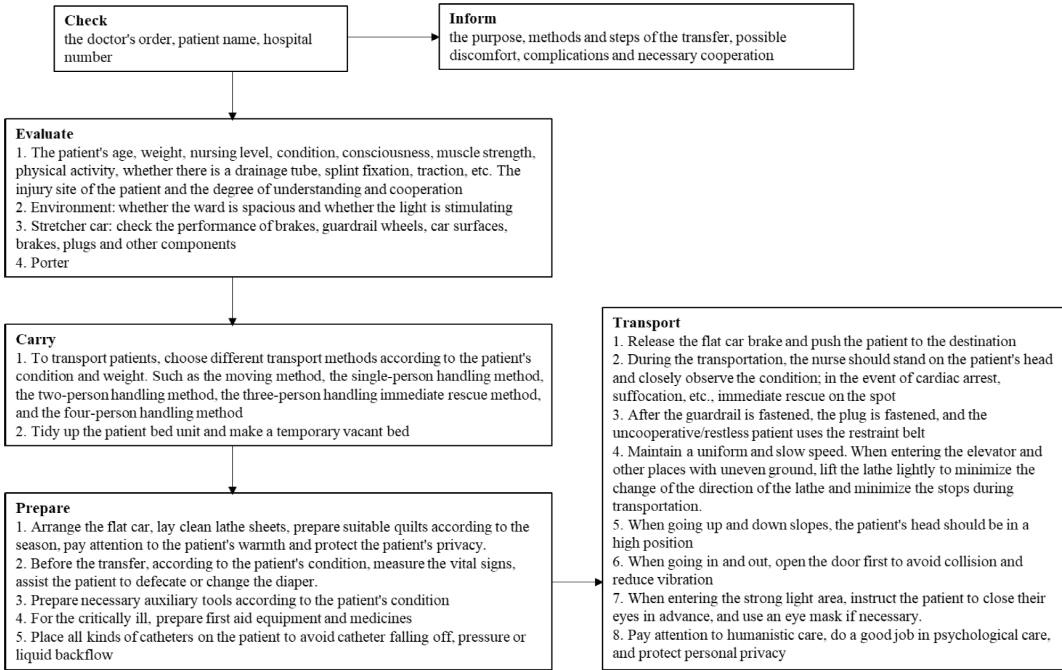 Check
the doctor's order, patient name, hospital
number
Inform
the purpose, methods and steps of the transfer, possible
discomfort, complications and necessary cooperation
Evaluate
1. The patient's age, weight, nursing level, condition, consciousness, muscle strength,
physical activity, whether there is a drainage tube, splint fixation, traction, etc. The
injury site of the patient and the degree of understanding and cooperation
2. Environment: whether the ward is spacious and whether the light is stimulating
3. Stretcher car: check the performance of brakes, guardrail wheels, car surfaces,
brakes, plugs and other components
4. Porter
Carry
1. To transport patients, choose different transport methods according to the patient's
condition and weight. Such as the moving method, the single-person handling method,
the two-person handling method, the three-person handling immediate rescue method,
and the four-person handling method
2. Tidy up the patient bed unit and make a temporary vacant bed
Prepare
1. Arrange the flat car, lay clean lathe sheets, prepare suitable quilts according to the
season, pay attention to the patient's warmth and protect the patient's privacy.
2. Before the transfer, according to the patient's condition, measure the vital signs,
assist the patient to defecate or change the diaper.
3. Prepare necessary auxiliary tools according to the patient's condition
4. For the critically ill, prepare first aid equipment and medicines
5. Place all kinds of catheters on the patient to avoid catheter falling off, pressure or
liquid backflow
Transport
1. Release the flat car brake and push the patient to the destination
2. During the transportation, the nurse should stand on the patient's head
and closely observe the condition; in the event of cardiac arrest,
suffocation, etc., immediate rescue on the spot
3. After the guardrail is fastened, the plug is fastened, and the
uncooperative/restless patient uses the restraint belt
4. Maintain a uniform and slow speed. When entering the elevator and
other places with uneven ground, lift the lathe lightly to minimize the
change of the direction of the lathe and minimize the stops during
transportation.
5. When going up and down slopes, the patient's head should be in a
high position
6. When going in and out, open the door first to avoid collision and
reduce vibration
7. When entering the strong light area, instruct the patient to close their
eyes in advance, and use an eye mask if necessary.
8. Pay attention to humanistic care, do a good job in psychological care,
and protect personal privacy